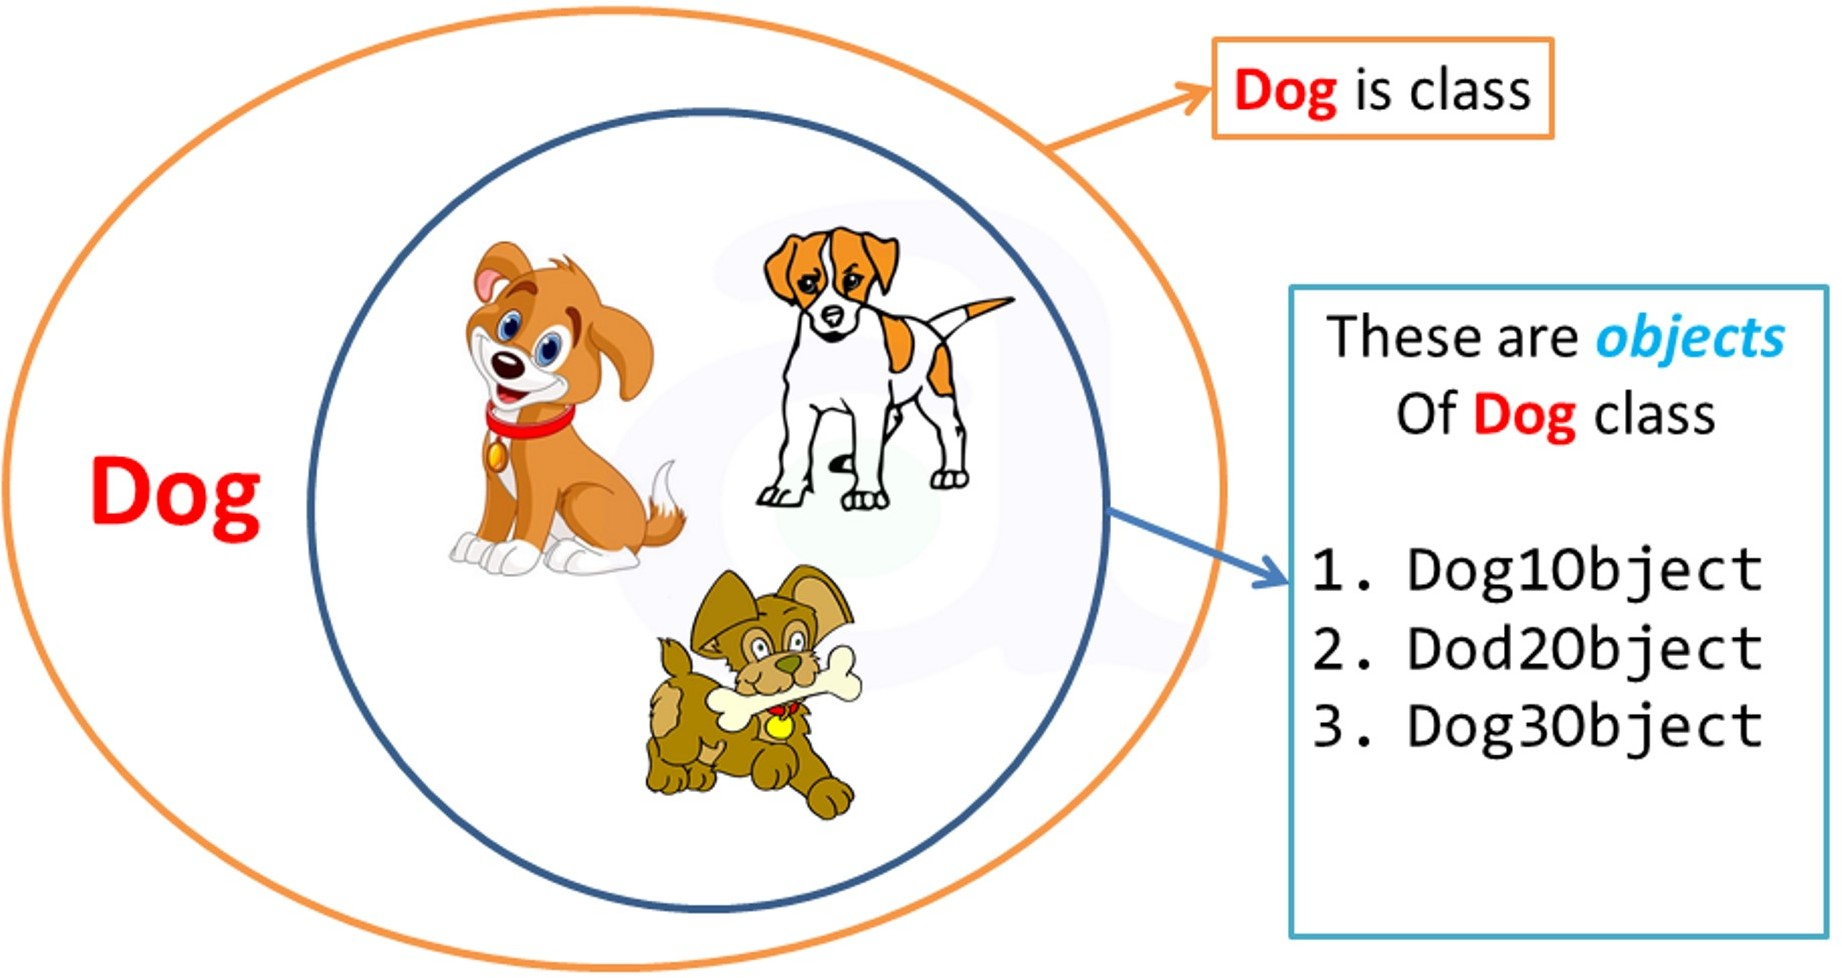 Dog is class
Dog
These are objects
Of Dog class
1. Dog1Object
2. Dod2Object
3. Dog3Object